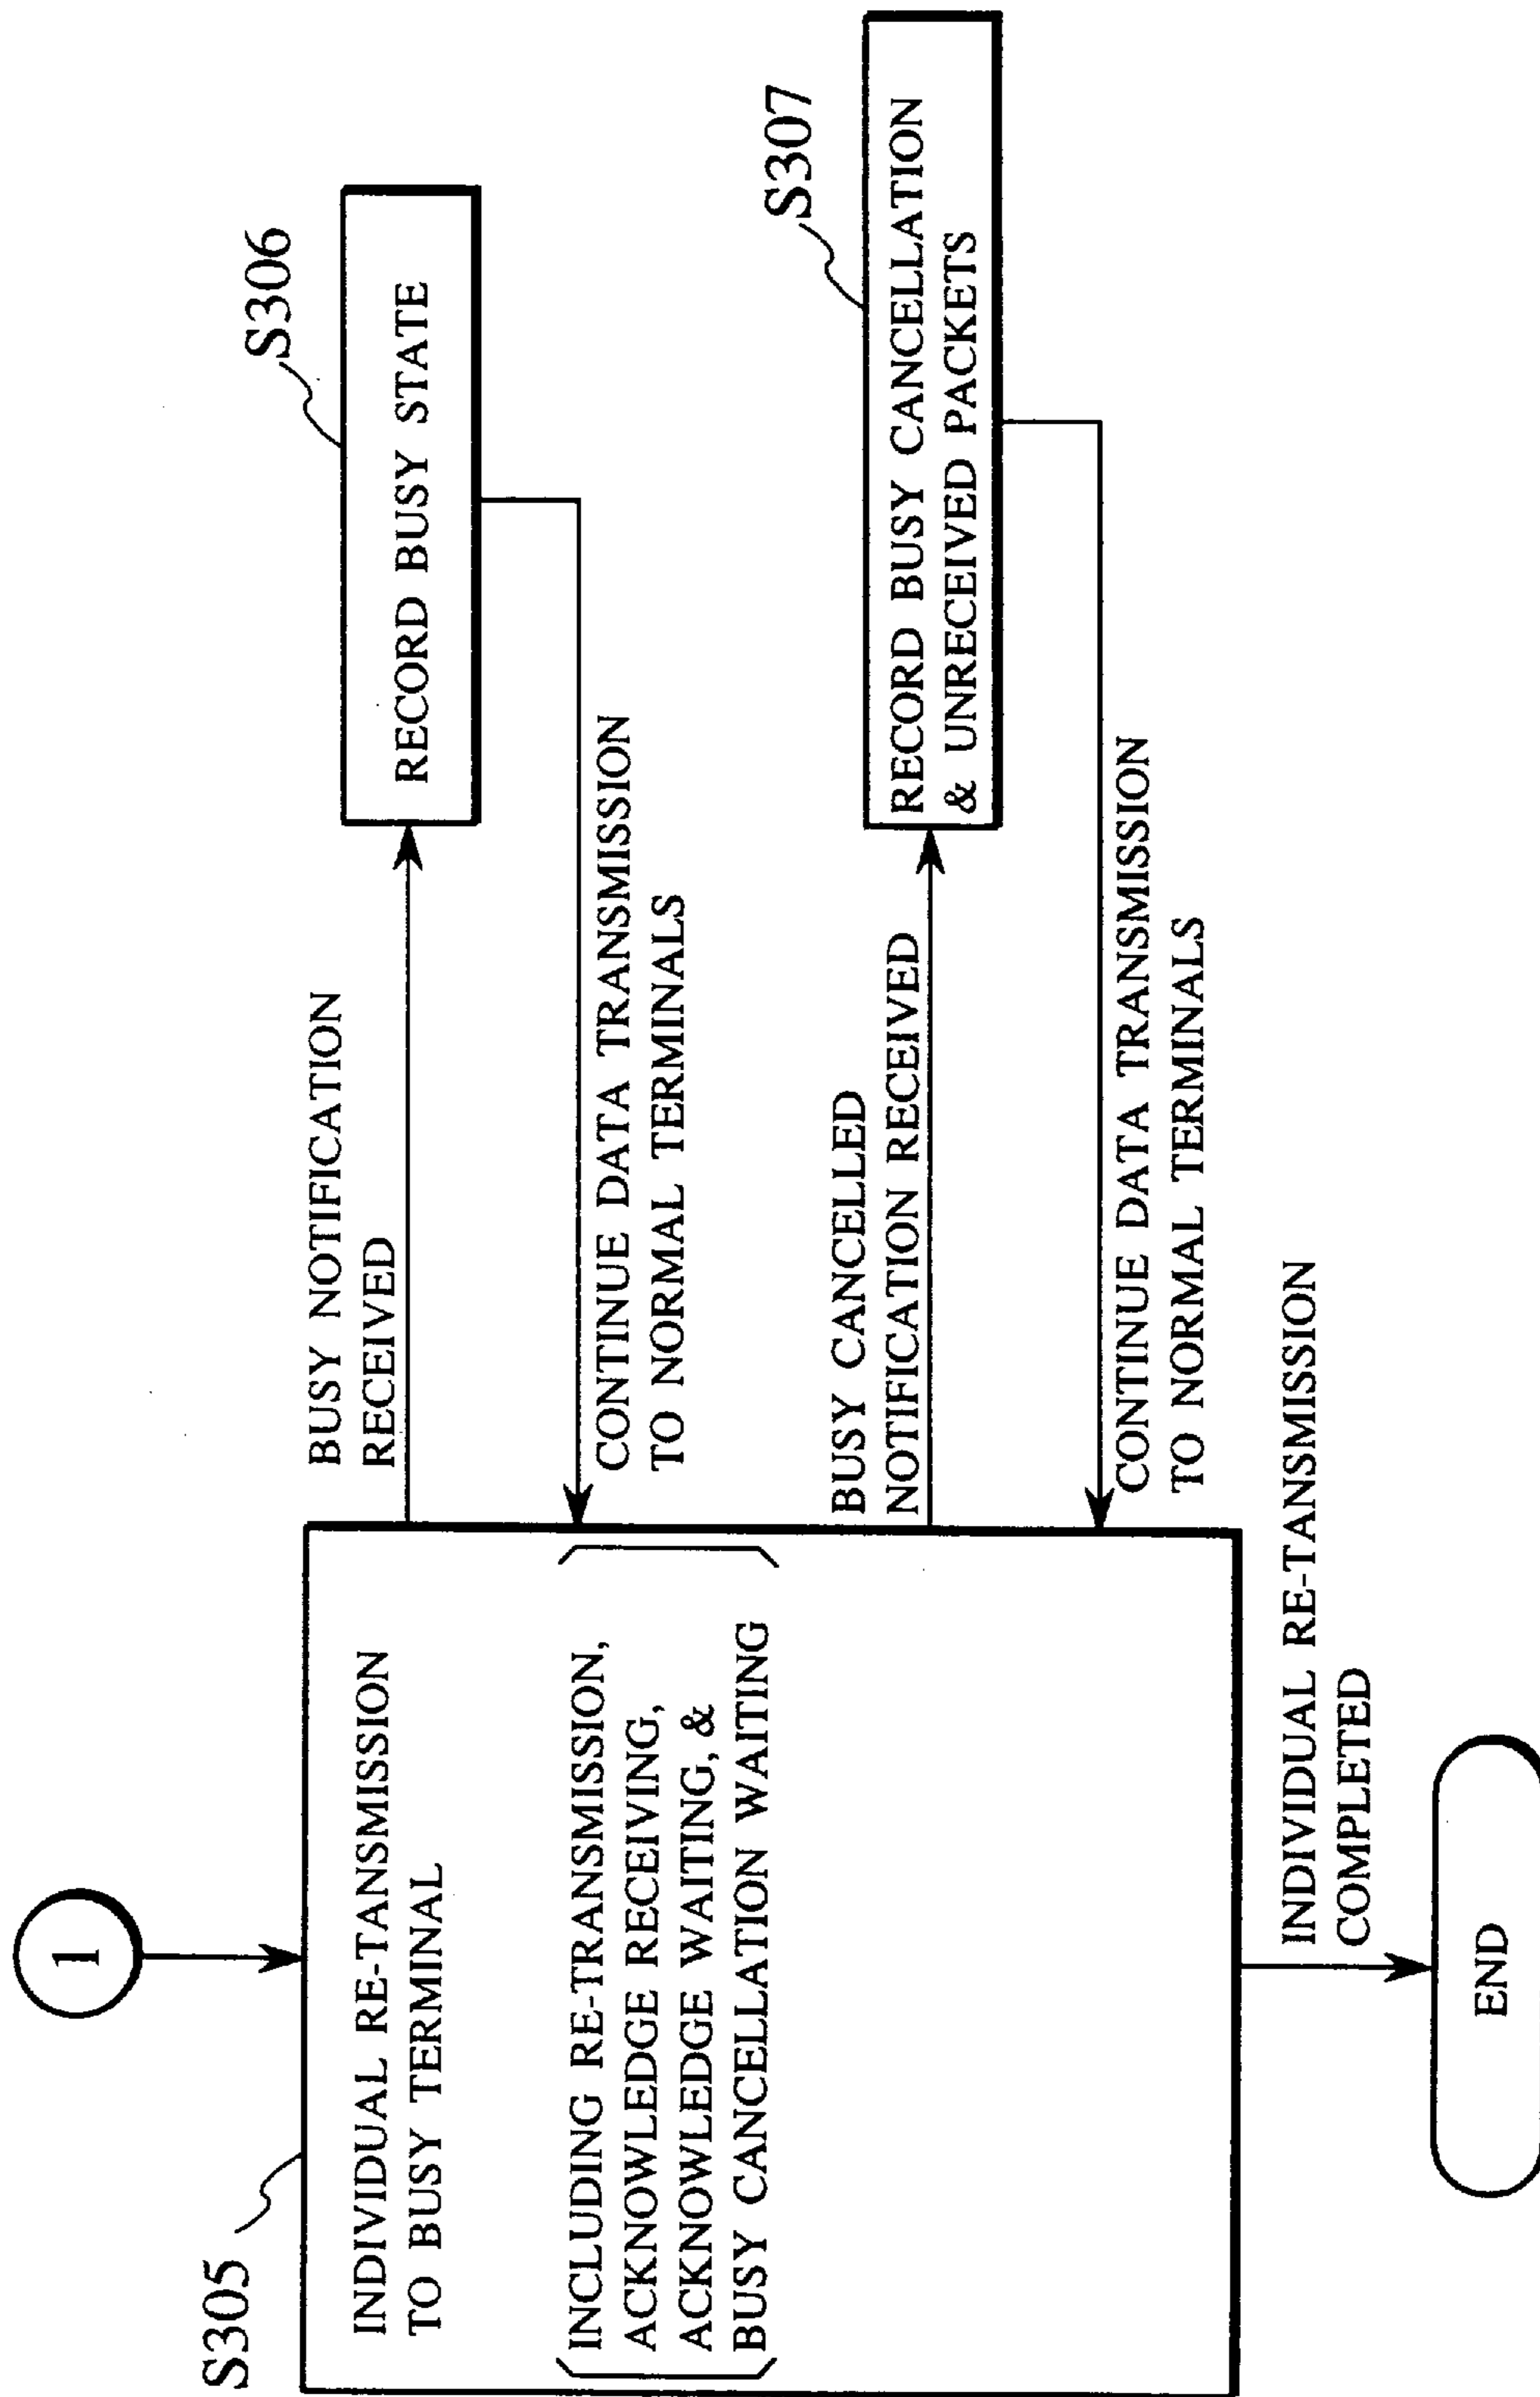 1
S305
INDIVIDUAL RE-TANSMISSION
TO BUSY TERMINAL
INCLUDING RE-TRANSMISSION,
ACKNOWLEDGE RECEIVING,
ACKNOWLEDGE WAITING, &
BUSY CANCELLATION WAITING
BUSY NOTIFICATION
RECEIVED
S306
RECORD BUSY STATE
CONTINUE DATA TRANSMISSION
TO NORMAL TERMINALS
BUSY CANCELLED
NOTIFICATION RECEIVED
S307
RECORD BUSY CANCELLATION
& UNRECEIVED PACKETS
CONTINUE DATA TRANSMISSION
TO NORMAL TERMINALS
INDIVIDUAL RE-TANSMISSION
COMPLETED
END